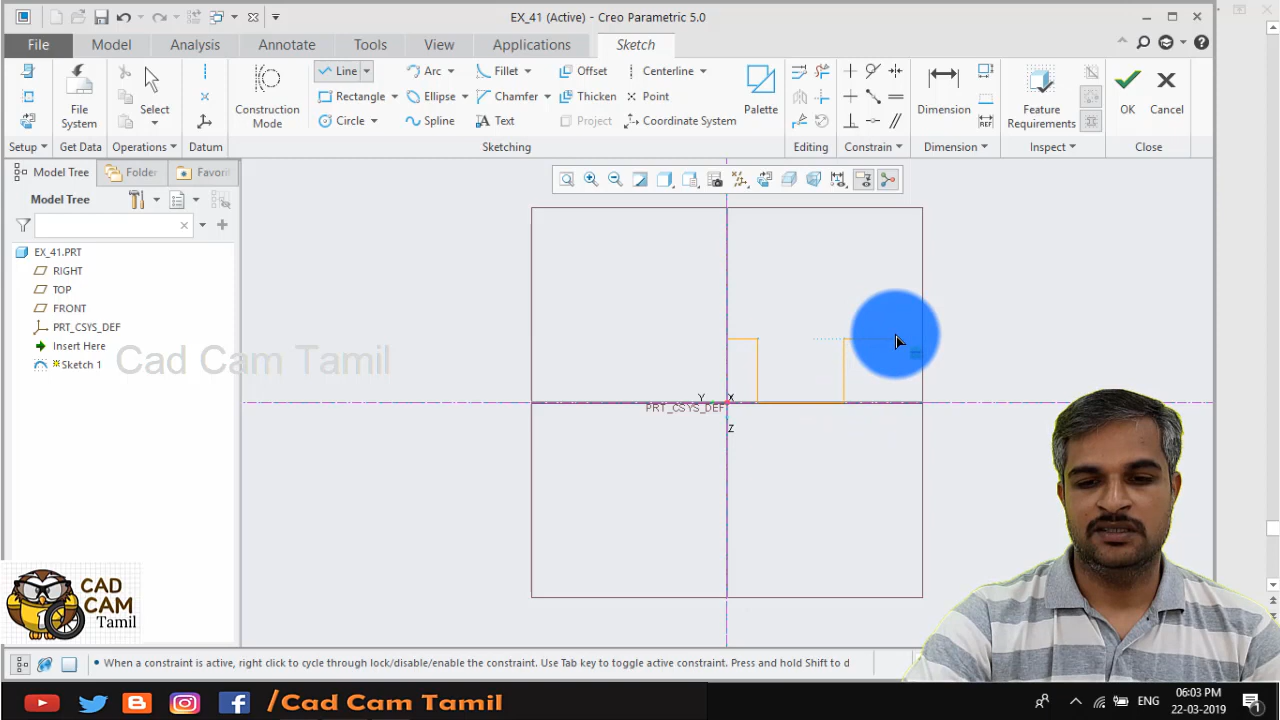 EX_41 (Active) - Creo Parametric 5.0
File Model Analysis Annotate Tools View Applications Sketch
File System
Select
Construction Mode
Line
Arc
Fillet
Offset
Centerline
Rectangle
Ellipse
Chamfer
Thicken
Point
Circle
Spline
Text
Project
Coordinate System
Palette
Dimension
Feature Requirements
OK
Cancel
Setup Get Data Operations Datum Sketching Editing Constrain Dimension Inspect Close
Model Tree Folder Favori
Model Tree
EX_41.PRT
RIGHT
TOP
FRONT
PRT_CSYS_DEF
Insert Here
Sketch 1
Cad Cam Tamil
Y X
PRT_CSYS_DEF
Z
CAD
CAM
Tamil
When a constraint is active, right click to cycle through lock/disable/enable the constraint. Use Tab key to toggle active constraint. Press and hold Shift to d
/Cad Cam Tamil
ENG
06:03 PM
22-03-2019
1